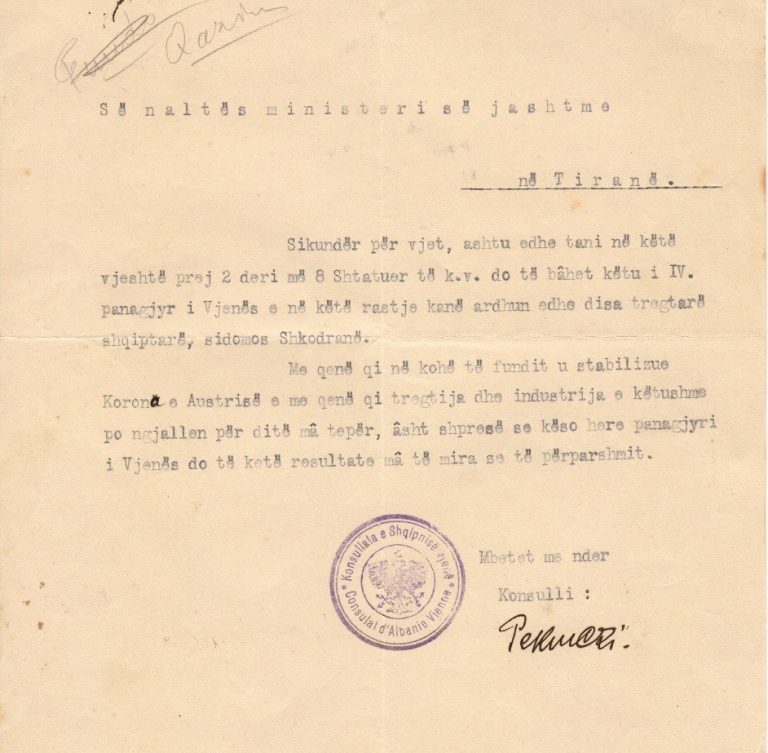 Qazim
Së naltës ministeri së jashtme
në Tiranë.
Sikundër për vjet, ashtu edhe tani në këtë
vjeshtë prej 2 deri më 8 Shtatuer të k.v. do të bâhet këtu i IV.
panagjyr i Vjenës e në këtë rastje kanë ardhun edhe disa tregtarë
shqiptarë, sidomos Shkodranë.
Me qenë qi në kohë të fundit u stabilizue
Korona e Austrisë e me qenë qi tregtija dhe industrija e këtushme
po ngjallen për ditë mâ tepër, âsht shpresë se këso here panagjyri
i Vjenës do të ketë resultate mâ të mira se të përparshmit.
* Konsullata e Shqipnisë Vjenë *
Consulat d'Albanie Vienne
Mbetet me nder
Konsulli :